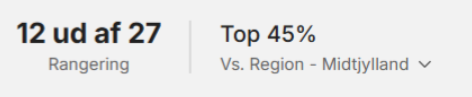 12 ud af 27
Rangering
Top 45%
Vs. Region - Midtjylland